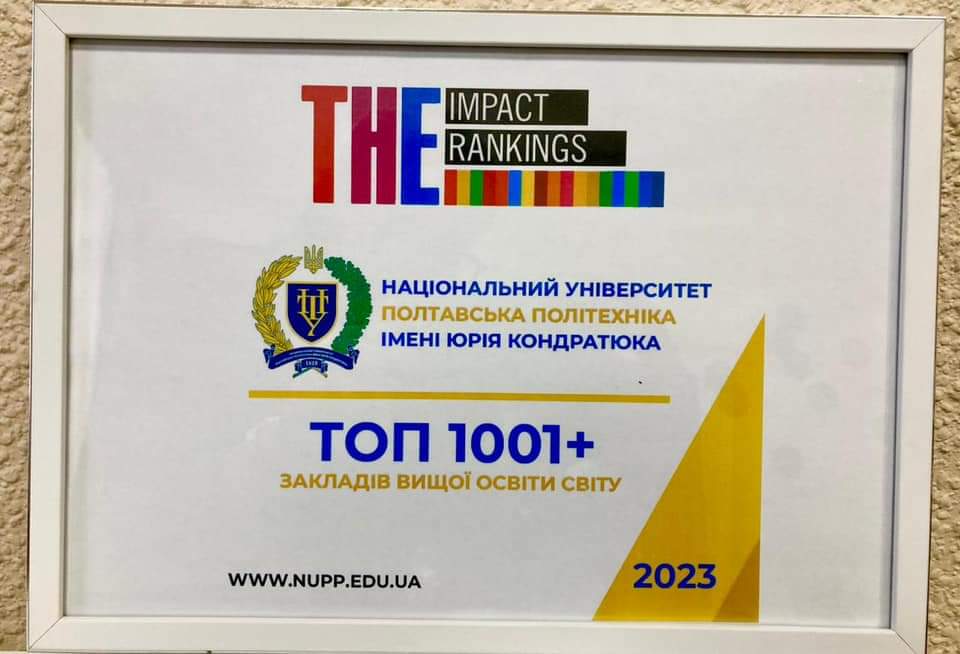 THE IMPACT
RANKINGS
НАЦІОНАЛЬНИЙ УНІВЕРСИТЕТ
ПОЛТАВСЬКА ПОЛІТЕХНІКА
ІМЕНІ ЮРІЯ КОНДРАТЮКА
ТОП 1001+
ЗАКЛАДІВ ВИЩОЇ ОСВІТИ СВІТУ
WWW.NUPP.EDU.UA
2023